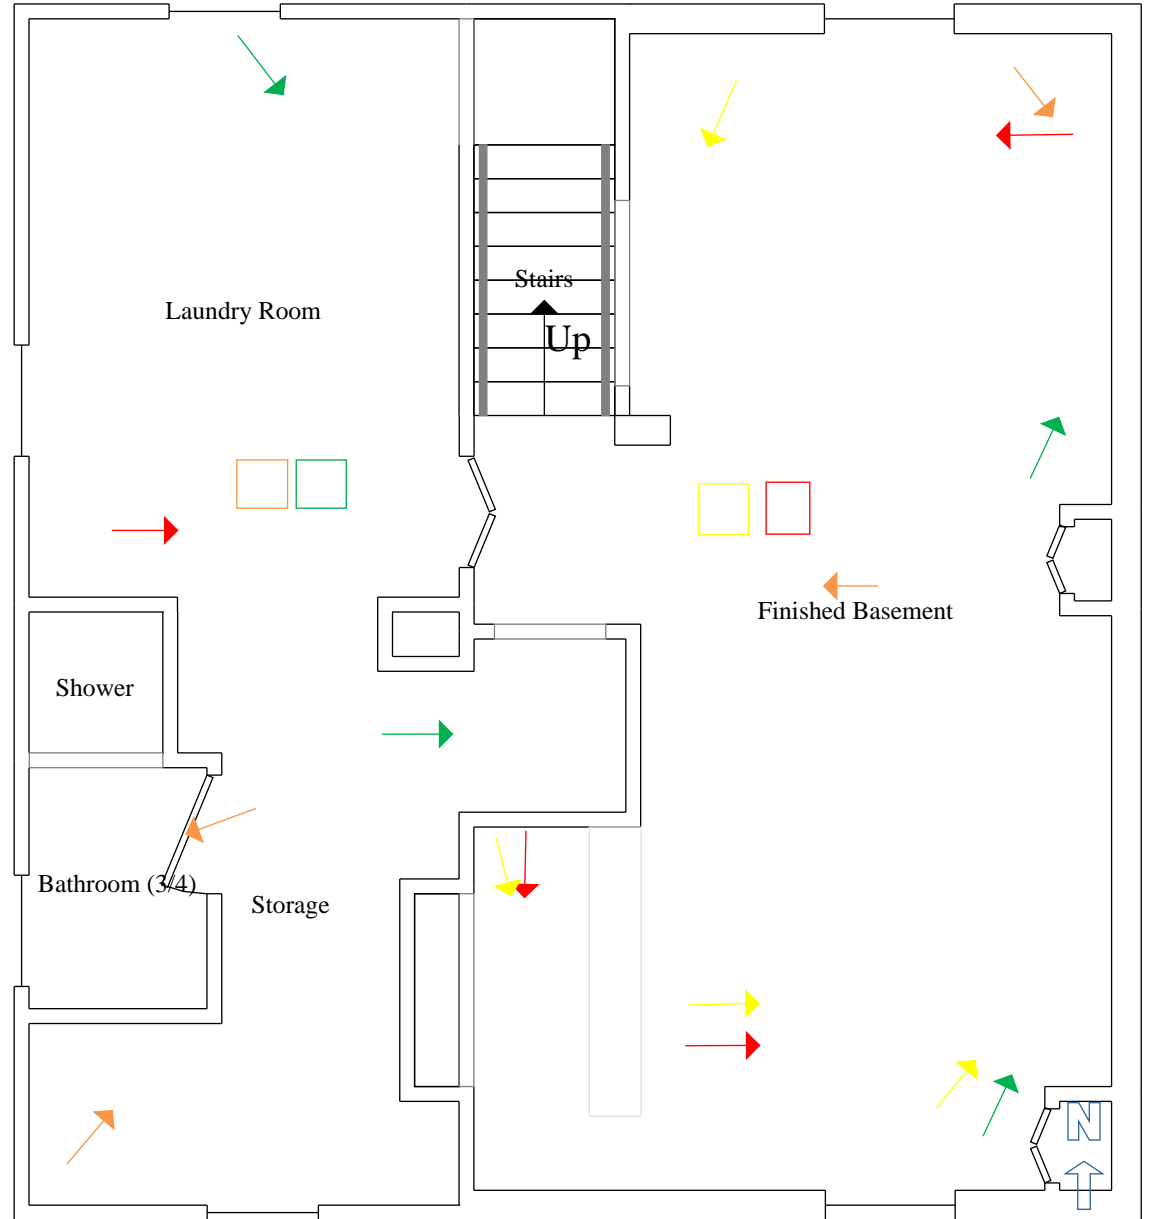 Stairs
Laundry Room
Up
Finished Basement
Shower
Bathroom (3/4)
Storage
N